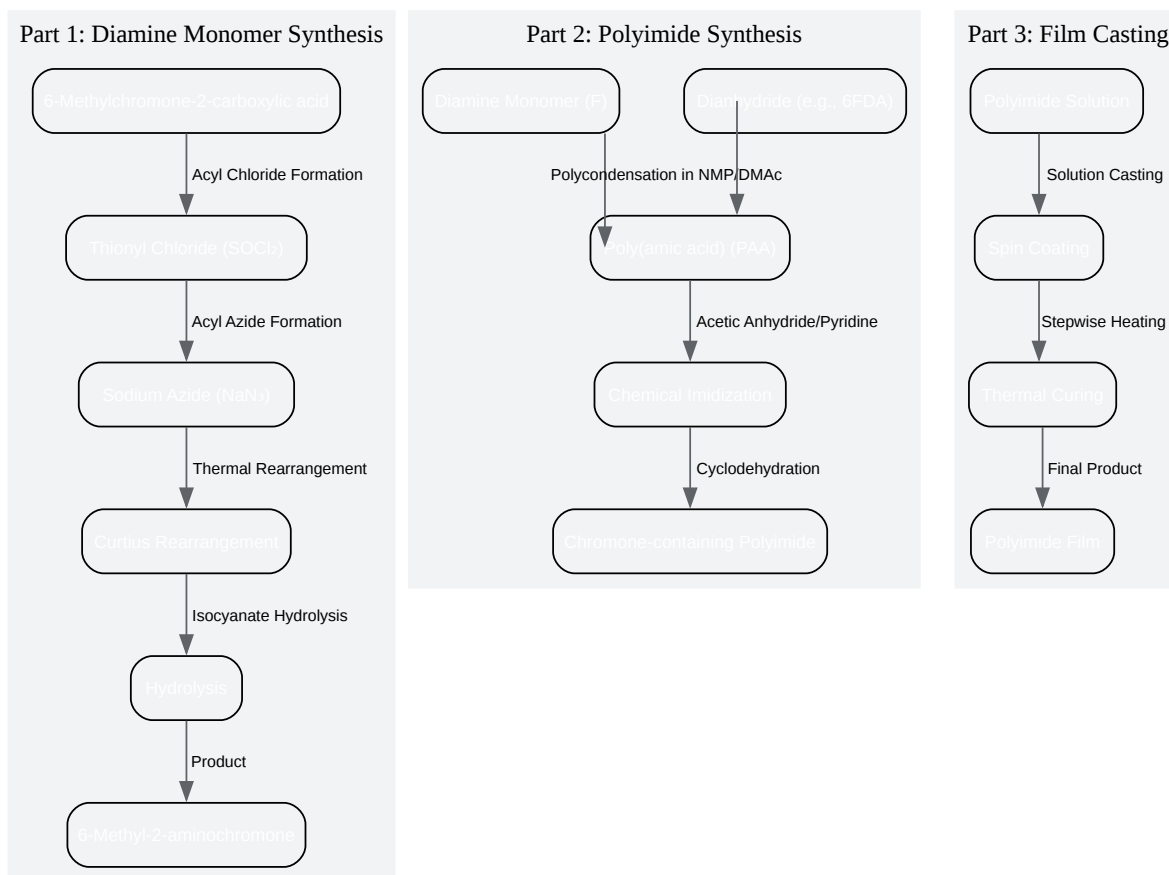 Part 1: Diamine Monomer Synthesis
6-Methylchromone-2-carboxylic acid
Acyl Chloride Formation
Thionyl Chloride (SOCl₂)
Acyl Azide Formation
Sodium Azide (NaN₃)
Thermal Rearrangement
Curtius Rearrangement
Isocyanate Hydrolysis
Hydrolysis
Product
6-Methyl-2-aminochromone
Part 2: Polyimide Synthesis
Diamine Monomer (F)
Dianhydride (e.g., 6FDA)
Polycondensation in NMP/DMAc
Poly(amic acid) (PAA)
Acetic Anhydride/Pyridine
Chemical Imidization
Cyclodehydration
Chromone-containing Polyimide
Part 3: Film Casting
Polyimide Solution
Solution Casting
Spin Coating
Stepwise Heating
Thermal Curing
Final Product
Polyimide Film